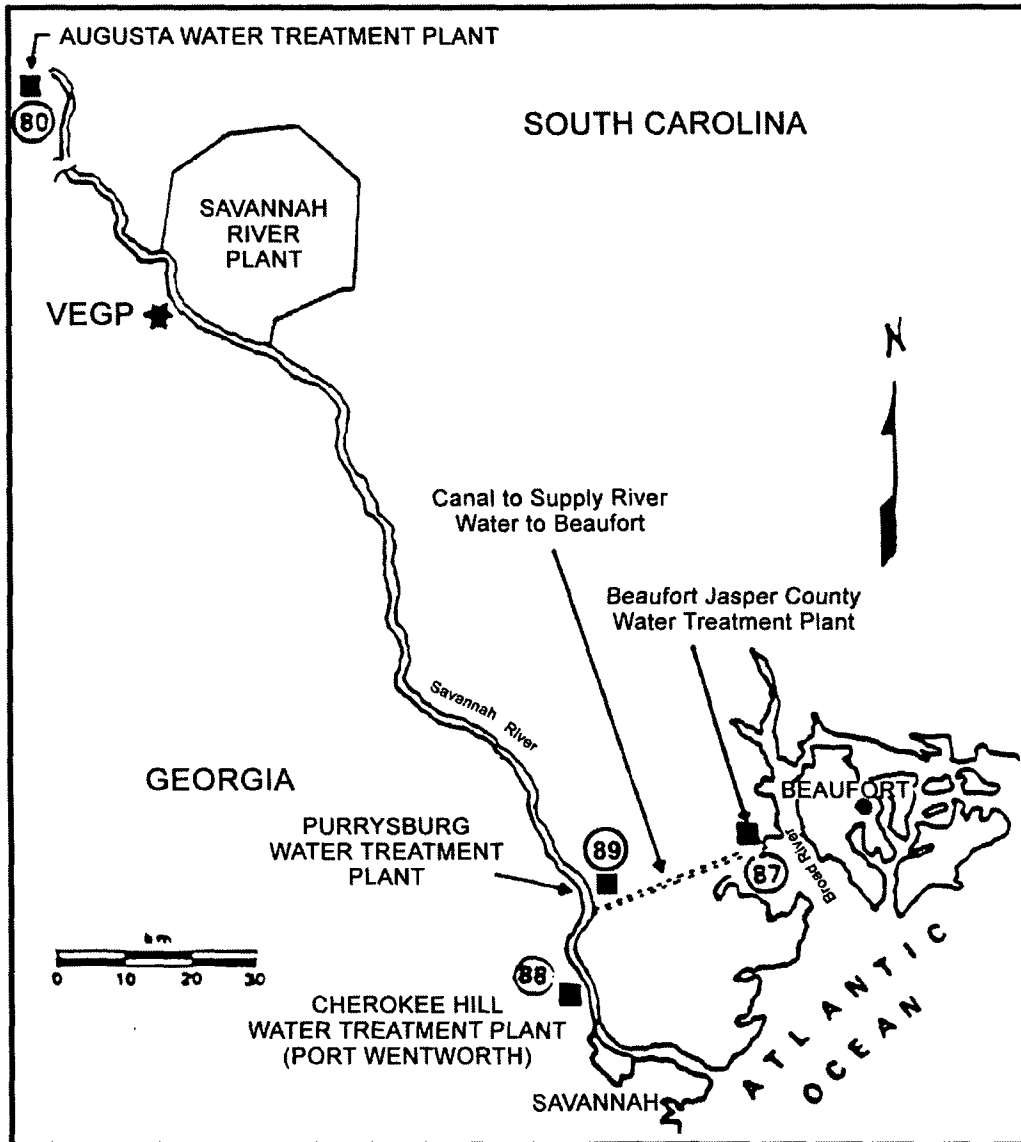 AUGUSTA WATER TREATMENT PLANT
80
SOUTH CAROLINA
SAVANNAH
RIVER
PLANT
VEGP
N
Canal to Supply River
Water to Beaufort
Beaufort Jasper County
Water Treatment Plant
Savannah River
GEORGIA
BEAUFORT
PURRYSBURG
WATER TREATMENT
PLANT
89
87
Broad River
km
0 10 20 30
88
CHEROKEE HILL
WATER TREATMENT PLANT
(PORT WENTWORTH)
ATLANTIC
OCEAN
SAVANNAH